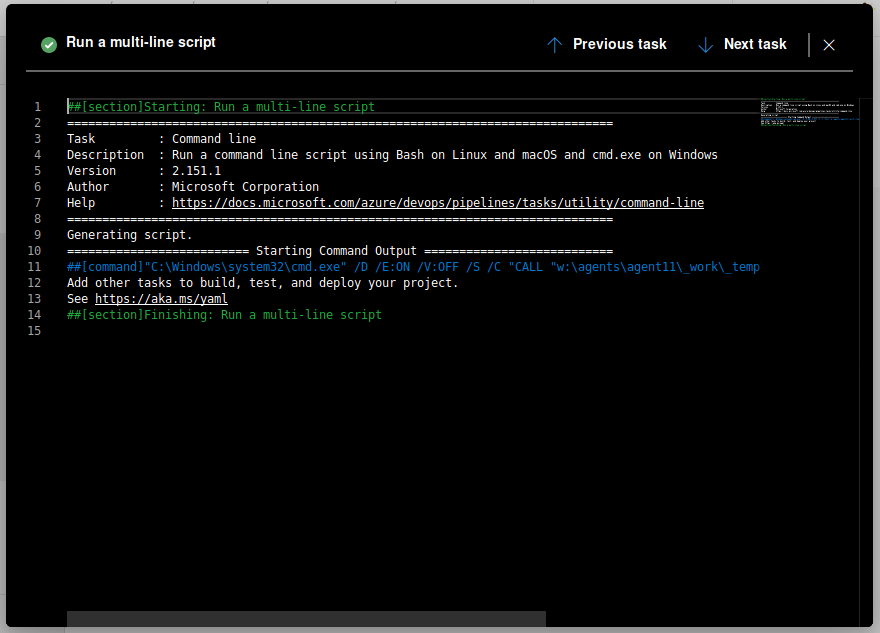 Run a multi-line script
Previous task
Next task
1 ##[section]Starting: Run a multi-line script
2 ==============================================================================
3 Task         : Command line
4 Description  : Run a command line script using Bash on Linux and macOS and cmd.exe on Windows
5 Version      : 2.151.1
6 Author       : Microsoft Corporation
7 Help         : https://docs.microsoft.com/azure/devops/pipelines/tasks/utility/command-line
8 ==============================================================================
9 Generating script.
10 ========================== Starting Command Output ===========================
11 ##[command]"C:\Windows\system32\cmd.exe" /D /E:ON /V:OFF /S /C "CALL "w:\agents\agent11\_work\_temp
12 Add other tasks to build, test, and deploy your project.
13 See https://aka.ms/yaml
14 ##[section]Finishing: Run a multi-line script
15